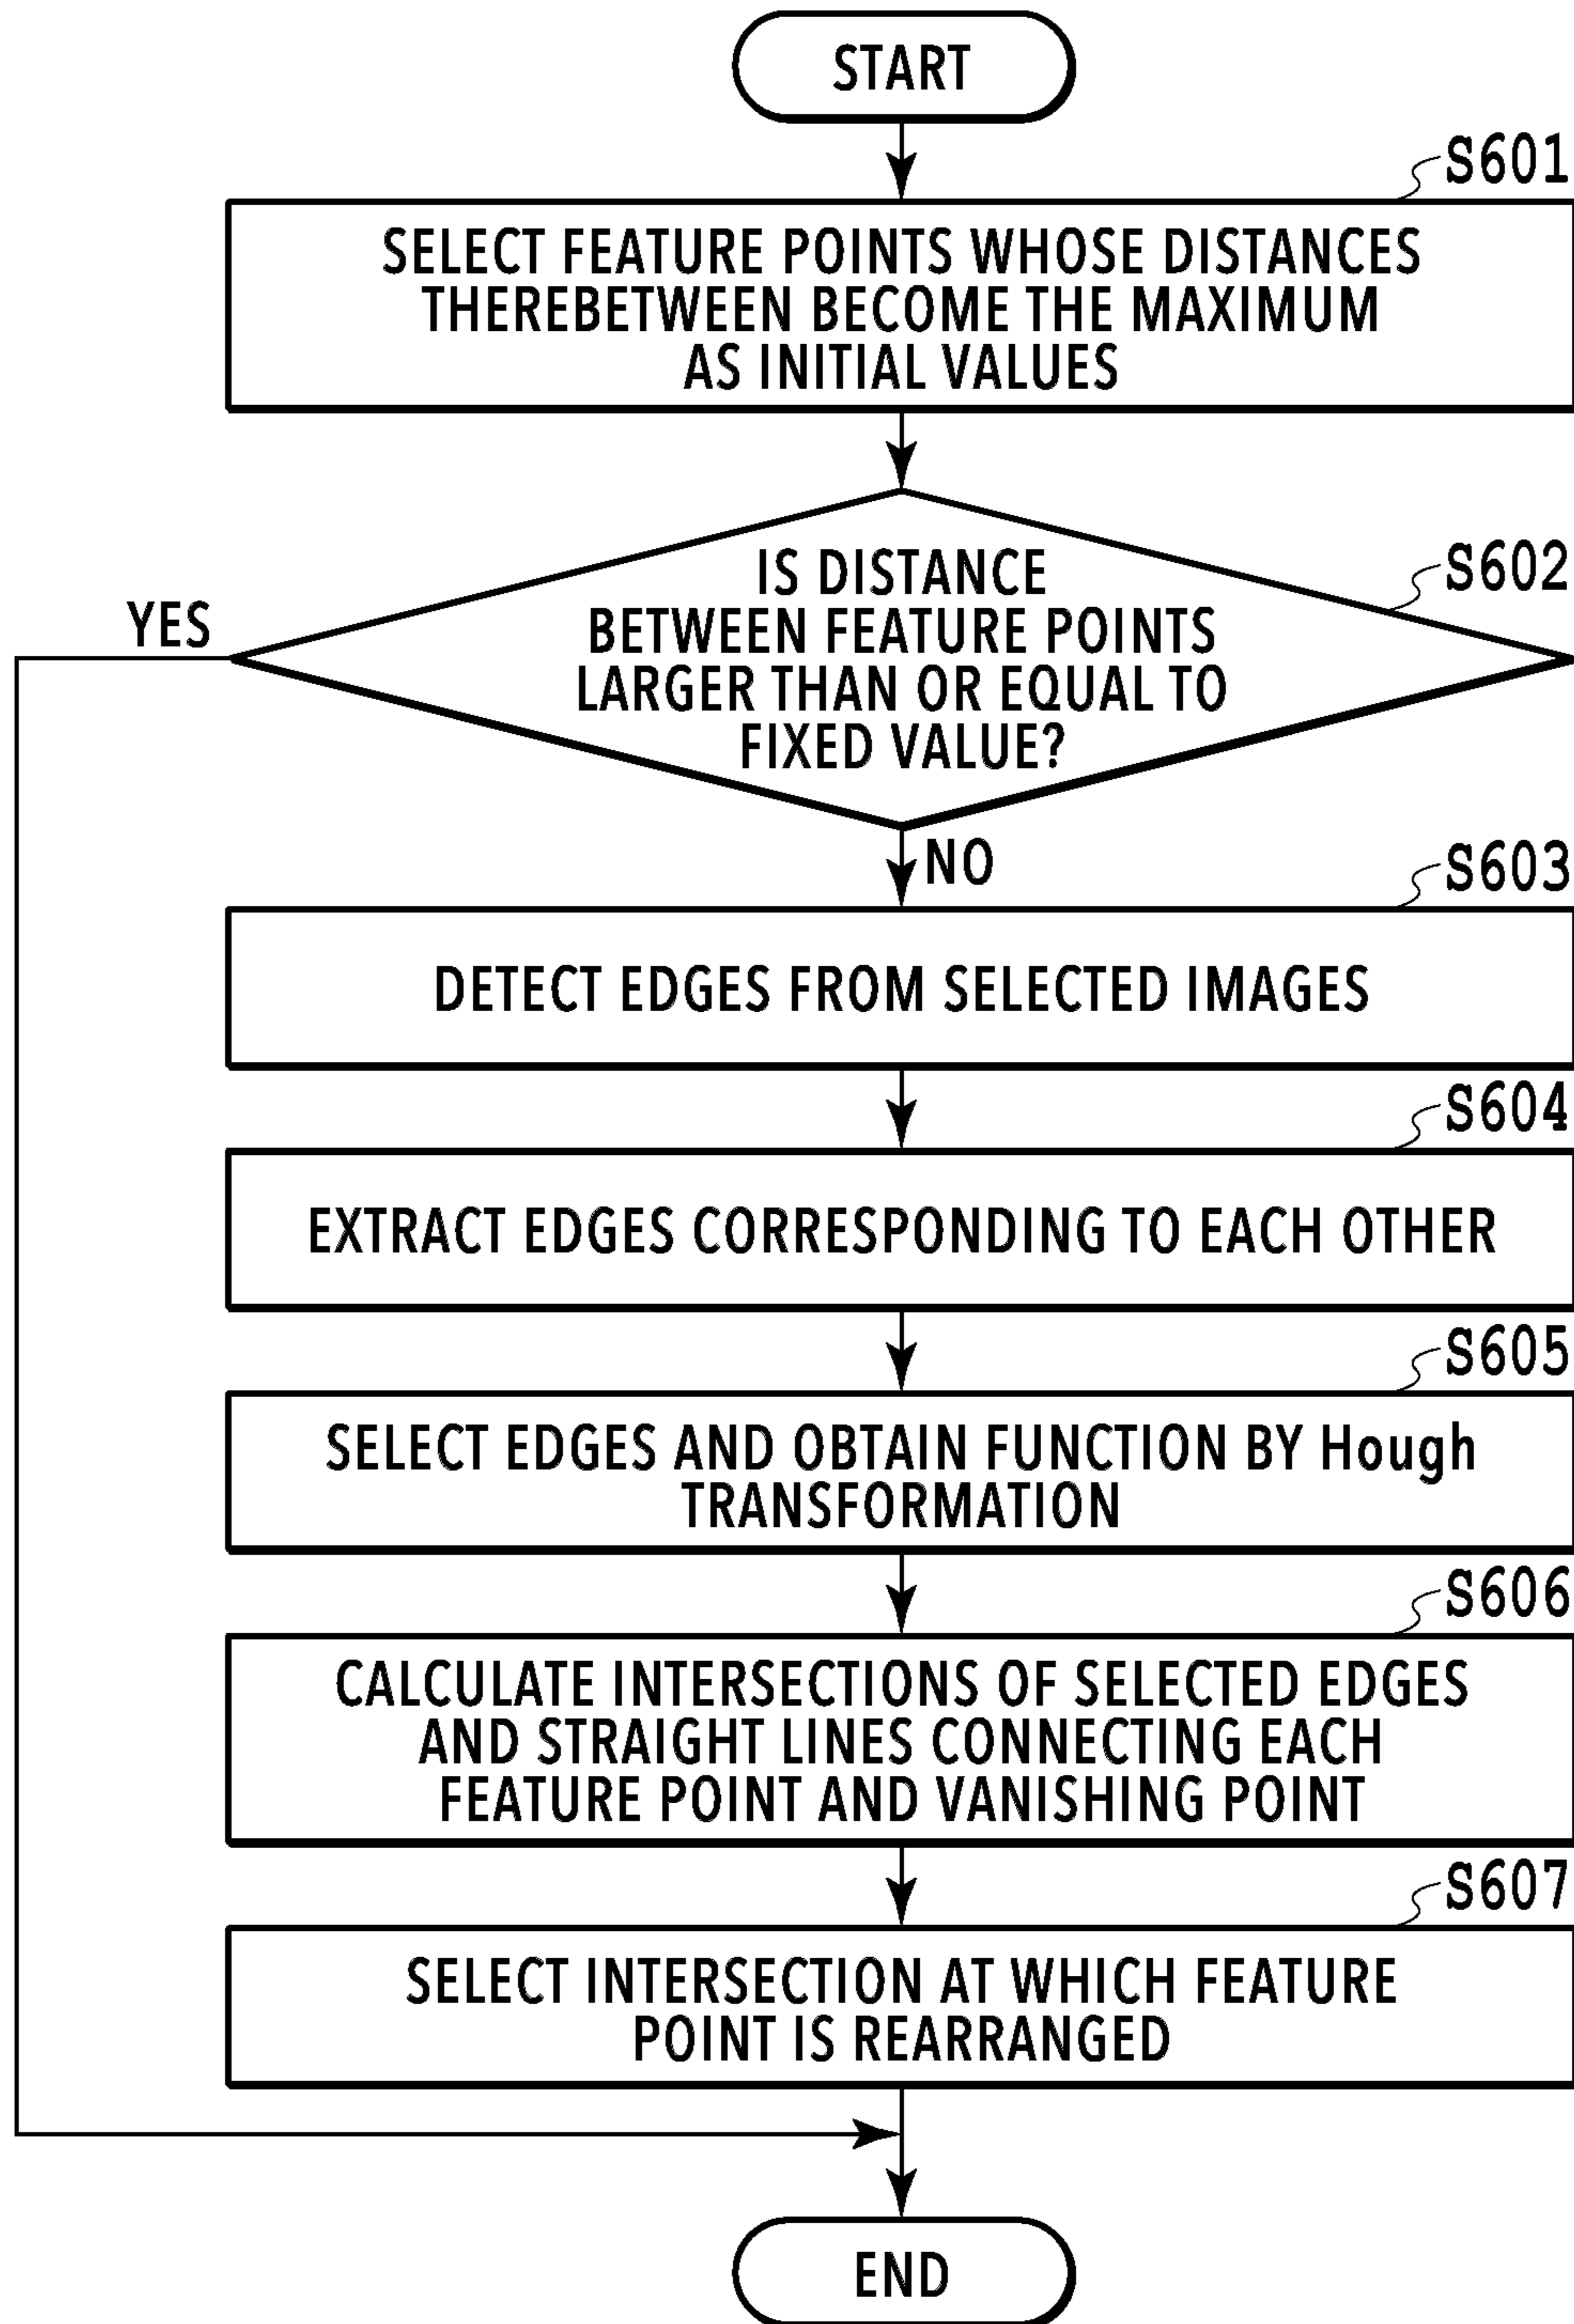 START
S601
SELECT FEATURE POINTS WHOSE DISTANCES
THEREBETWEEN BECOME THE MAXIMUM
AS INITIAL VALUES
S602
IS DISTANCE
BETWEEN FEATURE POINTS
LARGER THAN OR EQUAL TO
FIXED VALUE?
YES
NO
S603
DETECT EDGES FROM SELECTED IMAGES
S604
EXTRACT EDGES CORRESPONDING TO EACH OTHER
S605
SELECT EDGES AND OBTAIN FUNCTION BY Hough
TRANSFORMATION
S606
CALCULATE INTERSECTIONS OF SELECTED EDGES
AND STRAIGHT LINES CONNECTING EACH
FEATURE POINT AND VANISHING POINT
S607
SELECT INTERSECTION AT WHICH FEATURE
POINT IS REARRANGED
END